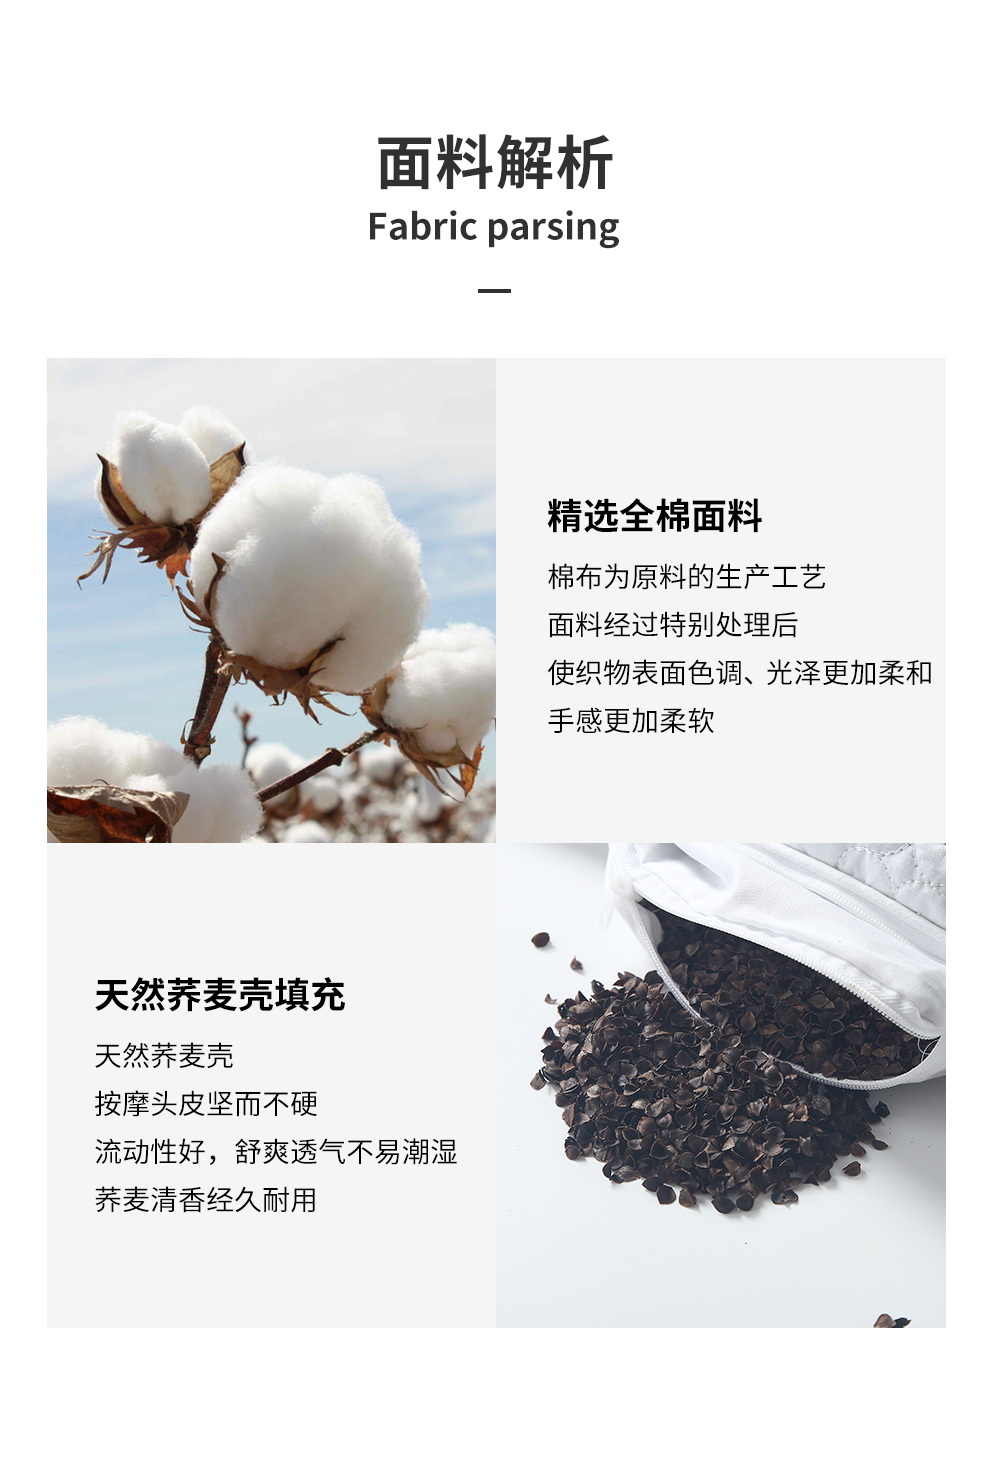 面料解析
Fabric parsing
精选全棉面料
棉布为原料的生产工艺
面料经过特别处理后
使织物表面色调、光泽更加柔和
手感更加柔软
天然荞麦壳填充
天然荞麦壳
按摩头皮坚而不硬
流动性好，舒爽透气不易潮湿
荞麦清香经久耐用